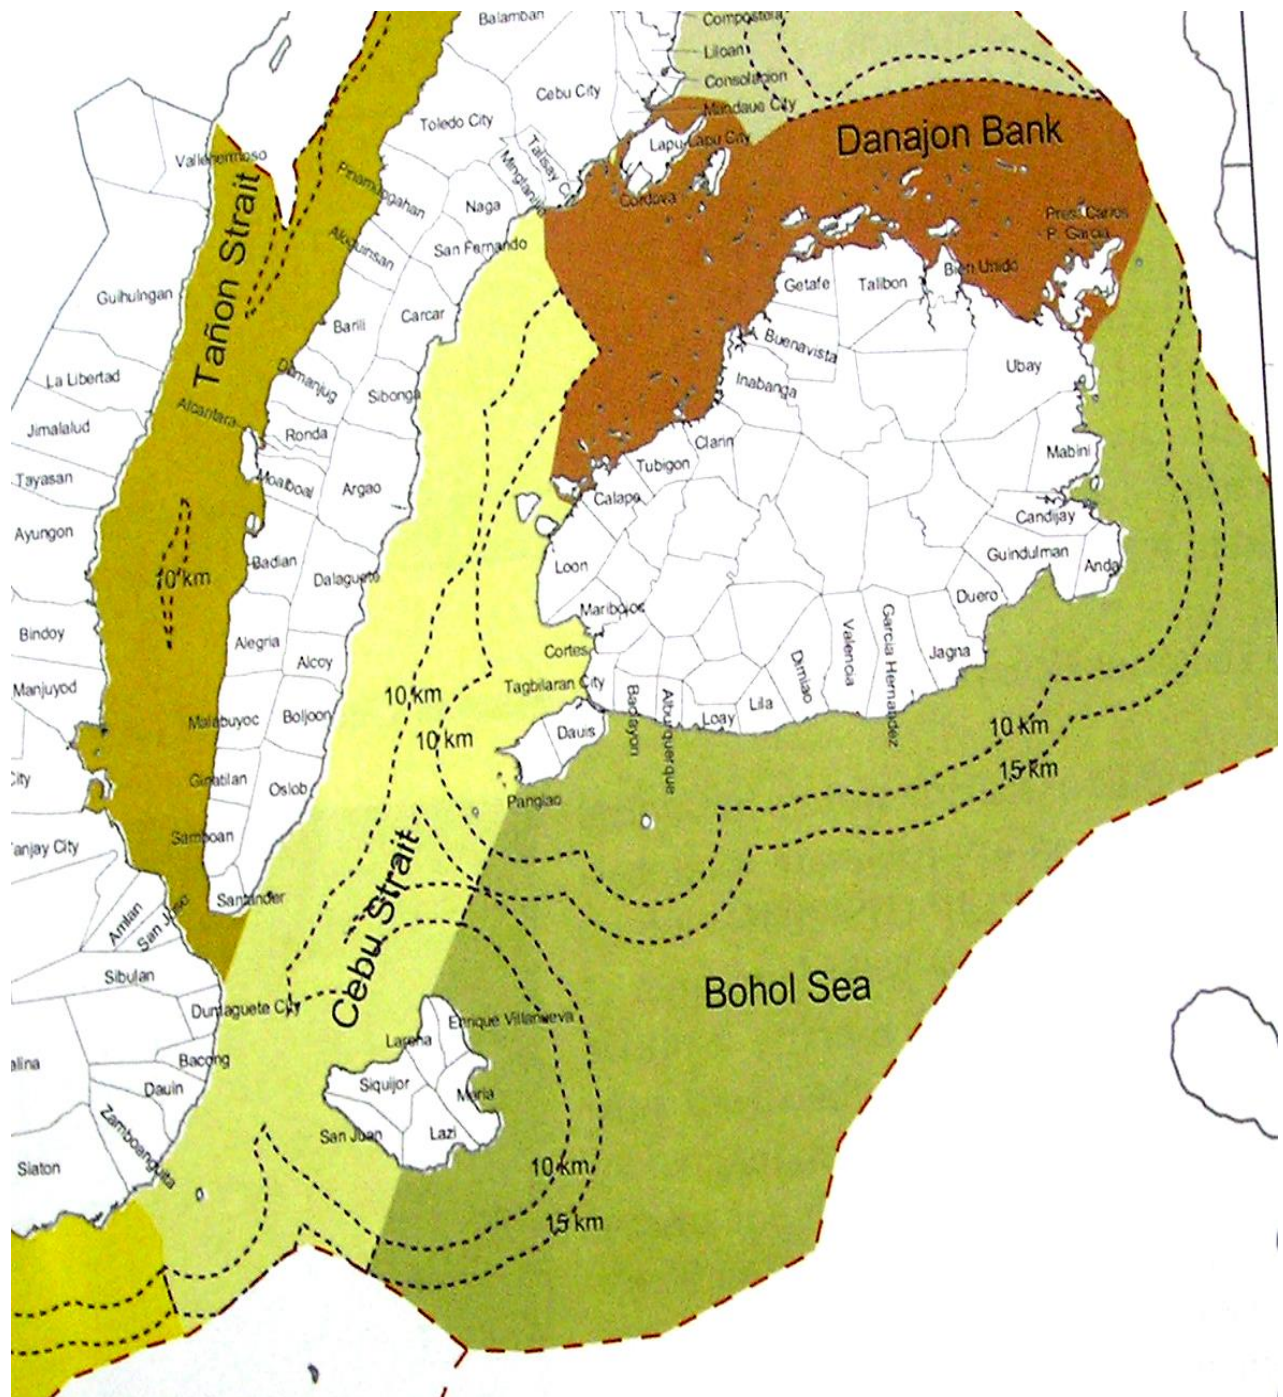 Balamban
Compostela
Liloan
Consolacion
Cebu City
Mandaue City
Toledo City
Lapu-Lapu City
Danajon Bank
Talisay C
Minglanilla
Vallehermoso
Pinamungahan
Naga
Cordova
Pres. Carlos
P. Garcia
Aloguinsan
San Fernando
Tañon Strait
Bien Unido
Getafe
Talibon
Guihulngan
Barili
Carcar
Buenavista
Ubay
La Libertad
Dumanjug
Sibonga
Inabanga
Alcantara
Jimalalud
Ronda
Clarin
Mabini
Tubigon
Tayasan
Moalboal
Argao
Calape
Candijay
Ayungon
Guindulman
Badian
Loon
Anda
10 km
Dalaguete
Duero
Maribojoc
Garcia Hernandez
Valencia
Bindoy
Alegria
Alcoy
Cortes
Jagna
Dimiao
Manjuyod
10 km
Tagbilaran City
Baclayon
Albuquerque
Lila
Loay
Malabuyoc
Boljoon
10 km
Dauis
10 km
15 km
City
Ginatilan
Oslob
Panglao
Samboan
anjay City
Cebu Strait
Santander
Amlan
San Jose
Sibulan
Bohol Sea
Dumaguete City
Enrique Villanueva
Larena
Bacong
alina
Dauin
Siquijor
Maria
Zamboanguita
San Juan
Lazi
Siaton
10 km
15 km